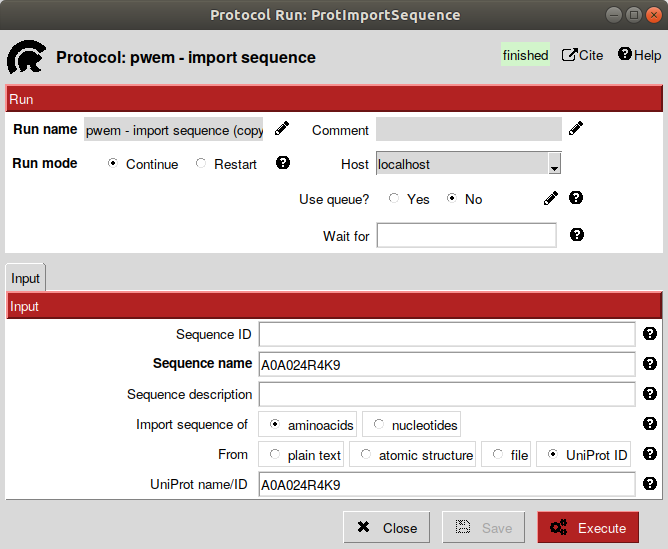 Protocol Run: ProtImportSequence
Protocol: pwem - import sequence
finished
Cite
Help
Run
Run name pwem - import sequence (copy Comment
Run mode Continue Restart Host localhost
Use queue? Yes No
Wait for
Input
Input
Sequence ID
Sequence name A0A024R4K9
Sequence description
Import sequence of aminoacids nucleotides
From plain text atomic structure file UniProt ID
UniProt name/ID A0A024R4K9
Close Save Execute